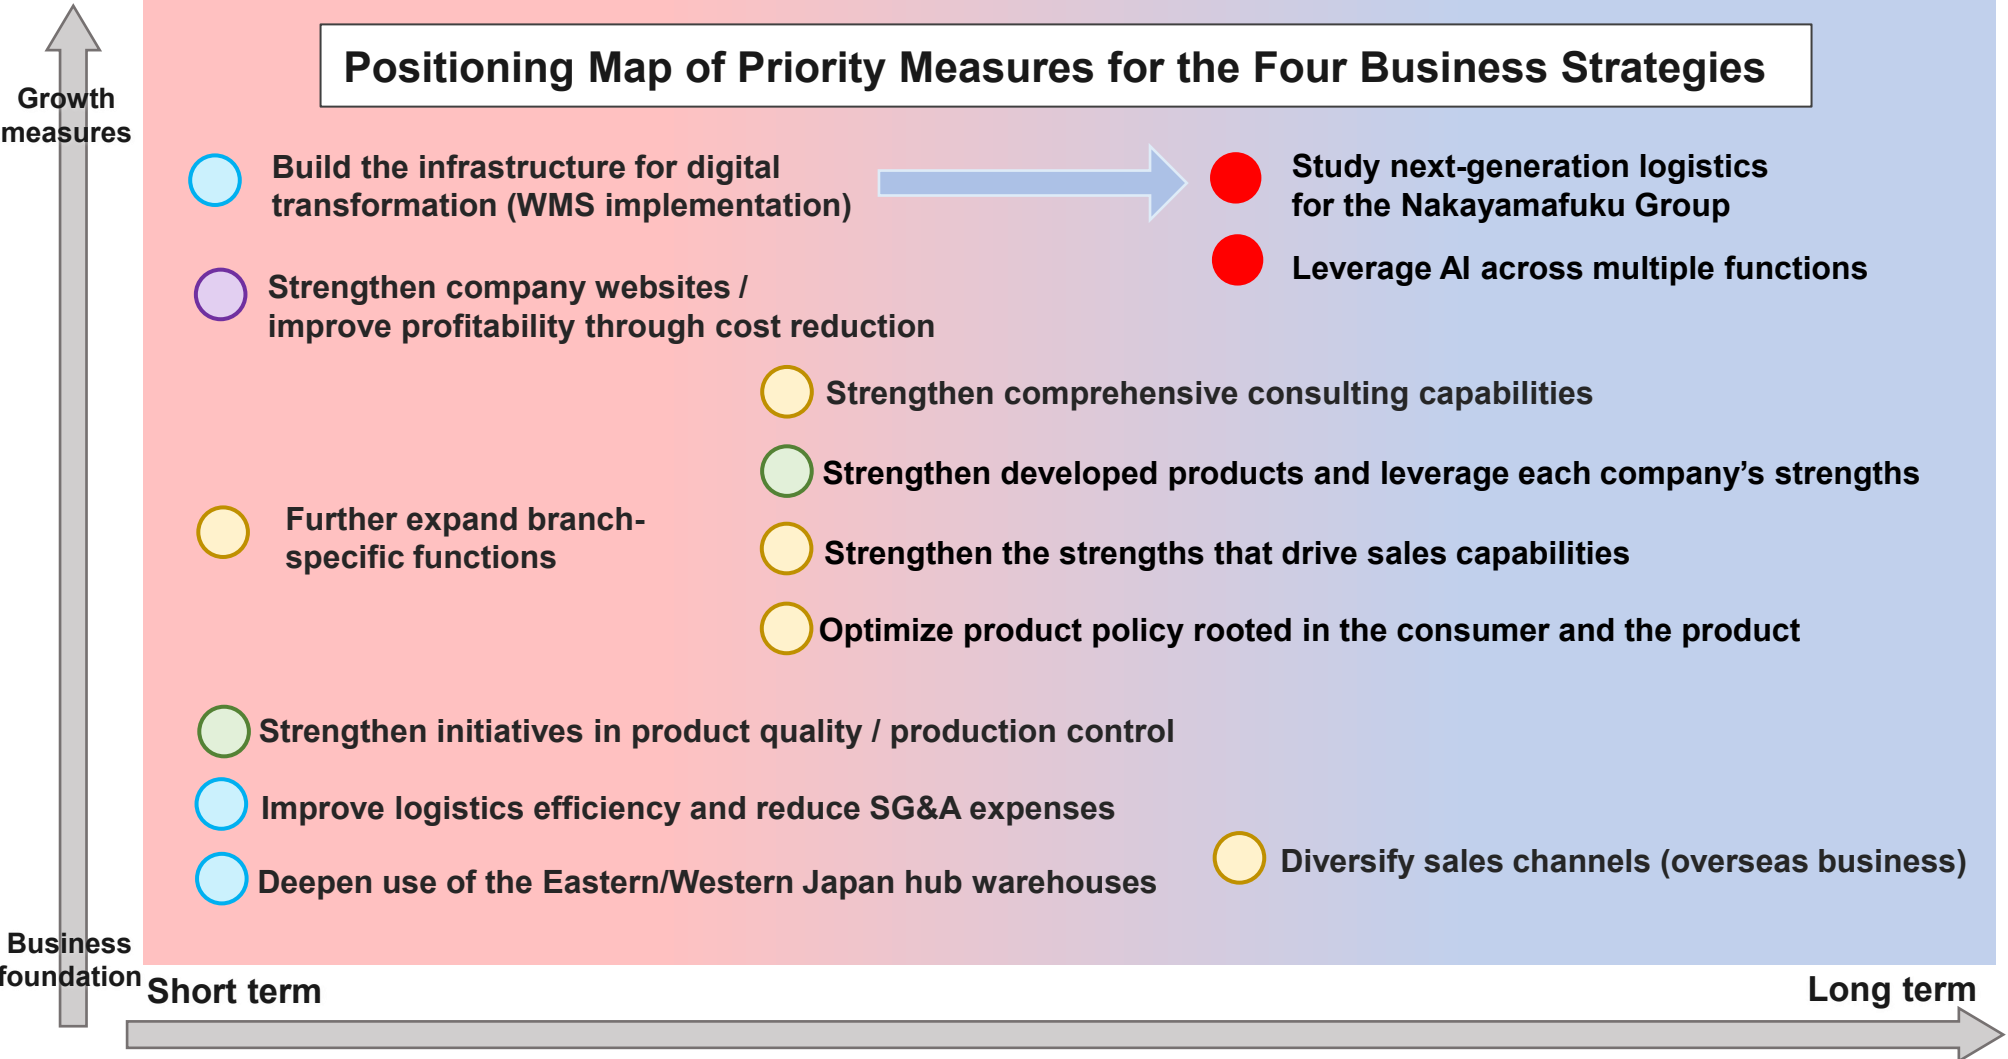 Positioning Map of Priority Measures for the Four Business Strategies
Growth
measures
Build the infrastructure for digital
transformation (WMS implementation)
Study next-generation logistics
for the Nakayamafuku Group
Leverage AI across multiple functions
Strengthen company websites /
improve profitability through cost reduction
Strengthen comprehensive consulting capabilities
Strengthen developed products and leverage each company’s strengths
Further expand branch-
specific functions
Strengthen the strengths that drive sales capabilities
Optimize product policy rooted in the consumer and the product
Strengthen initiatives in product quality / production control
Improve logistics efficiency and reduce SG&A expenses
Diversify sales channels (overseas business)
Deepen use of the Eastern/Western Japan hub warehouses
Business
foundation
Short term
Long term